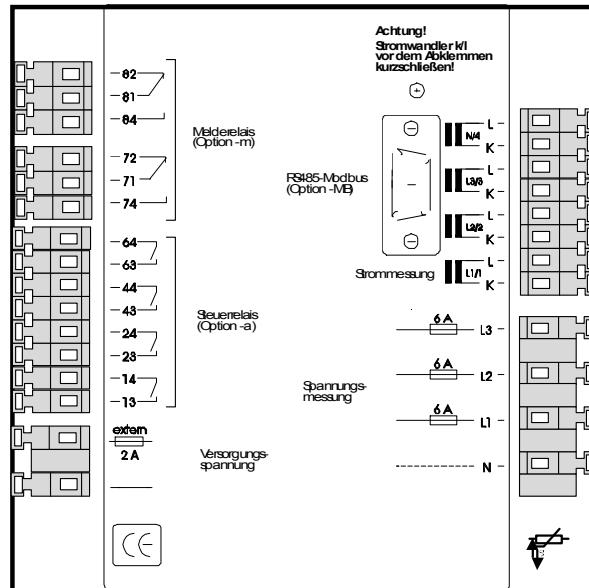 Achtung!
Stromwandler k/l
vor dem Abklemmen
kurzschließen!
82
81
84
Melderelais
(Option -m)
72
71
74
RS485-Modbus
(Option -MB)
N/4
L
K
L3/3
L
K
L2/2
L
K
L1/1
L
K
Strommessung
64
63
44
43
Steuerrelais
(Option -a)
24
23
14
13
6 A
L3
6 A
L2
Spannungs-
messung
6 A
L1
extern
2 A
Versorgungs-
spannung
N
CE